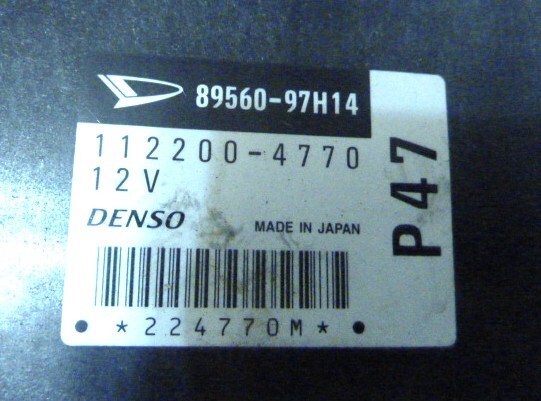 89560-97H14
112200-4770
12V
DENSO MADE IN JAPAN
*224770M*
P47